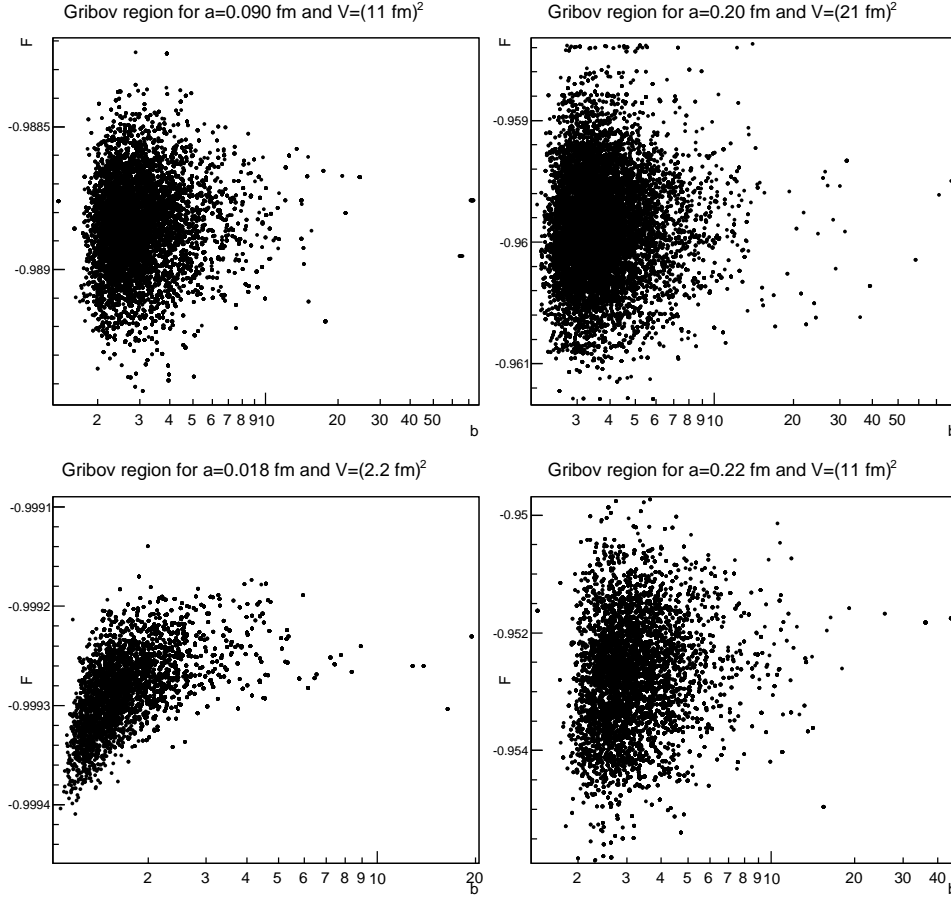 Gribov region for a=0.090 fm and V=(11 fm)²
F
-0.9885
-0.989
2 3 4 5 6 7 8 9 10 20 30 40 50
b
Gribov region for a=0.20 fm and V=(21 fm)²
F
-0.959
-0.96
-0.961
3 4 5 6 7 8 9 10 20 30 40 50
b
Gribov region for a=0.018 fm and V=(2.2 fm)²
-0.9991
-0.9992
F
-0.9993
-0.9994
2 3 4 5 6 7 8 9 10 20
b
Gribov region for a=0.22 fm and V=(11 fm)²
-0.95
-0.952
F
-0.954
2 3 4 5 6 7 8 9 10 20 30 40
b